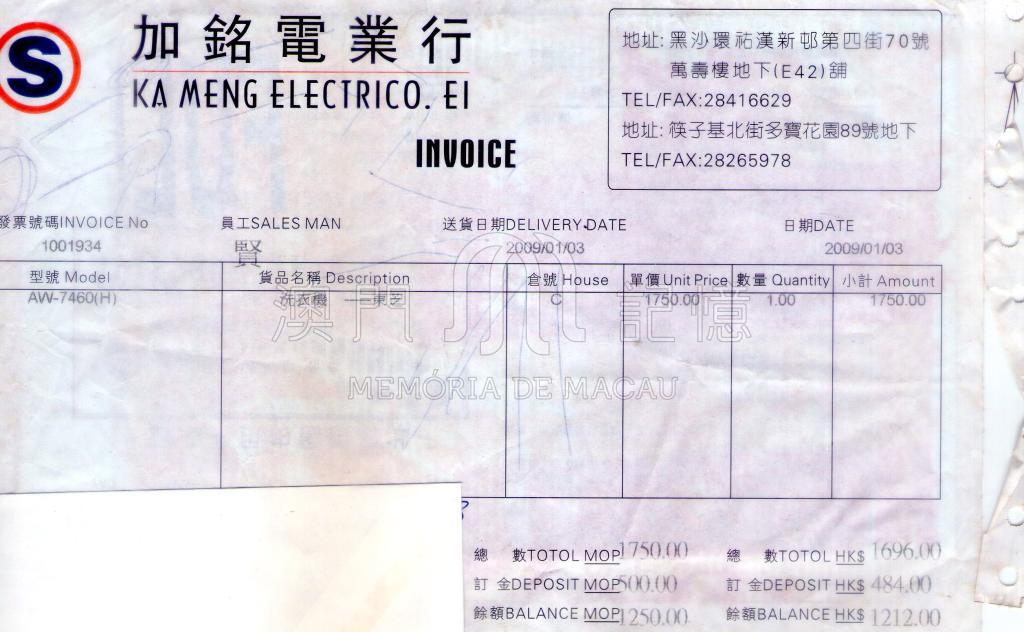 S
加銘電業行
KA MENG ELECTRICO. EI
INVOICE
地址: 黑沙環祐漢新邨第四街70號
萬壽樓地下(E42)舖
TEL/FAX:28416629
地址: 筷子基北街多寶花園89號地下
TEL/FAX:28265978
發票號碼INVOICE No 員工SALES MAN 送貨日期DELIVERY.DATE 日期DATE
1001934 賢 2009/01/03 2009/01/03
型號 Model 貨品名稱 Description 倉號 House 單價 Unit Price 數量 Quantity 小計 Amount
AW-7460(H) 洗衣機 ——東芝 C 1750.00 1.00 1750.00
澳門 記憶
MEMÓRIA DE MACAU
總 數TOTOL MOP1750.00 總 數TOTOL HK$ 1696.00
訂 金DEPOSIT MOP500.00 訂 金DEPOSIT HK$ 484.00
餘額BALANCE MOP1250.00 餘額BALANCE HK$ 1212.00